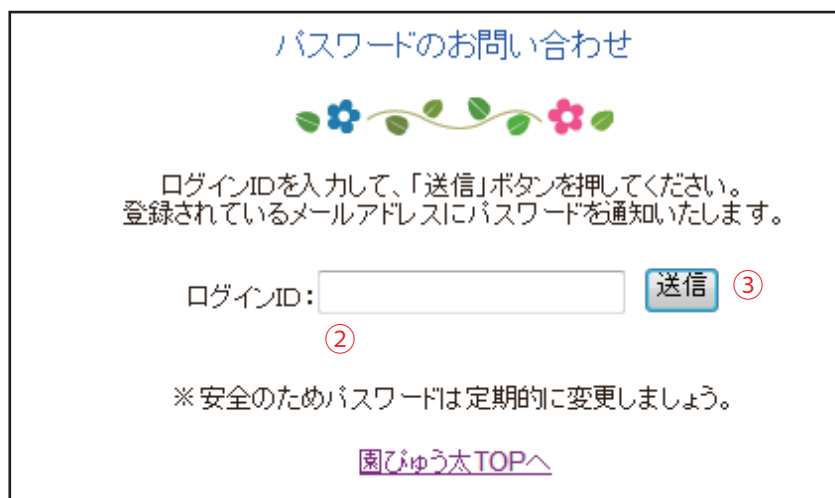 パスワードのお問い合わせ
ログインIDを入力して、「送信」ボタンを押してください。
登録されているメールアドレスにパスワードを通知いたします。
ログインID: 送信 ③
②
※安全のためパスワードは定期的に変更しましょう。
園びゅう太TOPへ